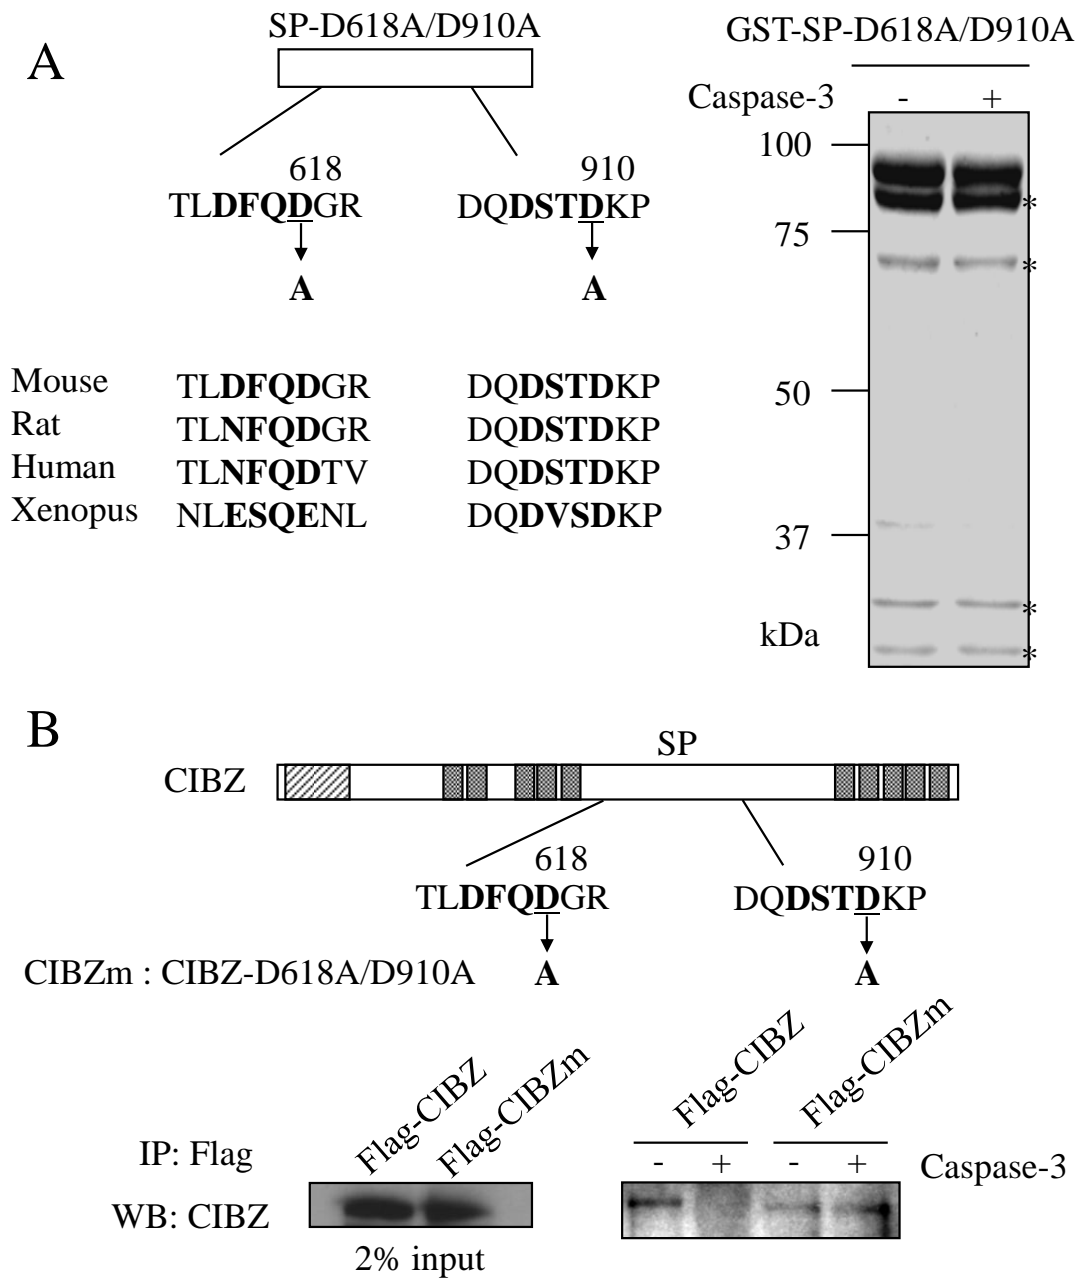 A
SP-D618A/D910A
618
910
TLDFQDGR
DQDSTDKP
A
A
Mouse TLDFQDGR DQDSTDKP
Rat TLNFQDGR DQDSTDKP
Human TLNFQDTV DQDSTDKP
Xenopus NLESQENL DQDVSDKP
GST-SP-D618A/D910A
Caspase-3 - +
100
*
75
*
50
37
*
kDa
*
B
SP
CIBZ
618
910
TLDFQDGR
DQDSTDKP
CIBZm : CIBZ-D618A/D910A A A
Flag-CIBZ
Flag-CIBZm
Flag-CIBZ
Flag-CIBZm
IP: Flag
- + - + Caspase-3
WB: CIBZ
2% input